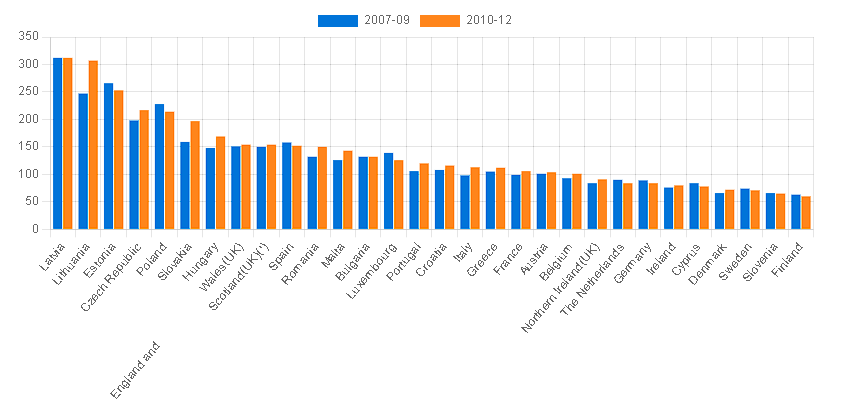 2007-09 2010-12
350
300
250
200
150
100
50
0
Latvia
Lithuania
Estonia
Czech Republic
Poland
Slovakia
Hungary
England and
Wales(UK)
Scotland(UK)(¹)
Spain
Romania
Malta
Bulgaria
Luxembourg
Portugal
Croatia
Italy
Greece
France
Austria
Belgium
Northern Ireland(UK)
The Netherlands
Germany
Ireland
Cyprus
Denmark
Sweden
Slovenia
Finland